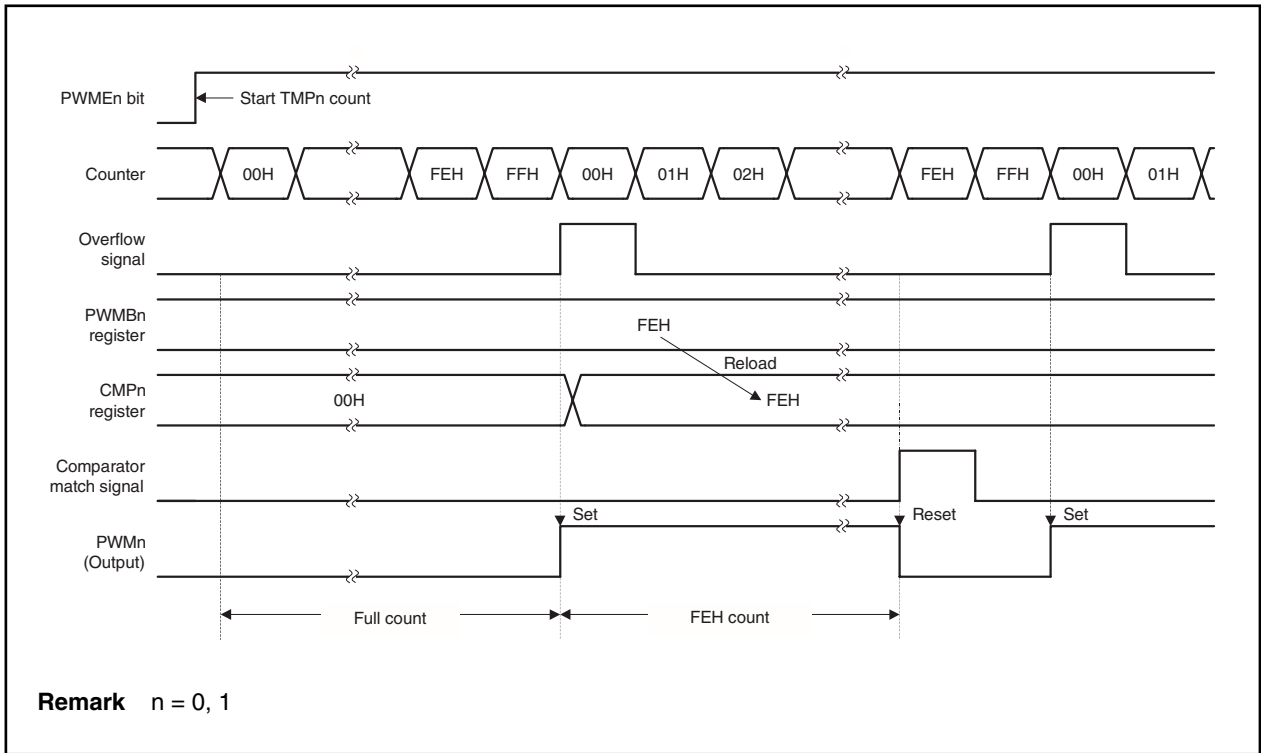 PWMEn bit
Start TMPn count
Counter
00H
FEH
FFH
00H
01H
02H
FEH
FFH
00H
01H
Overflow
signal
PWMBn
register
FEH
Reload
CMPn
register
00H
FEH
Comparator
match signal
Set
Reset
Set
PWMn
(Output)
Full count
FEH count
Remark n = 0, 1